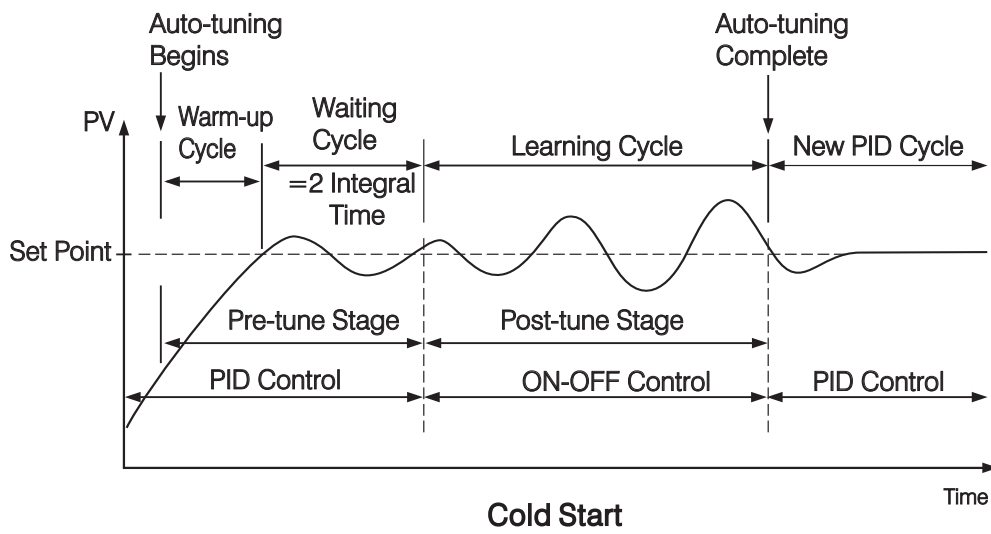 Auto-tuning
Begins
Auto-tuning
Complete
PV
Warm-up
Cycle
Waiting
Cycle
=2 Integral
Time
Learning Cycle
New PID Cycle
Set Point
Pre-tune Stage
Post-tune Stage
PID Control
ON-OFF Control
PID Control
Time
Cold Start